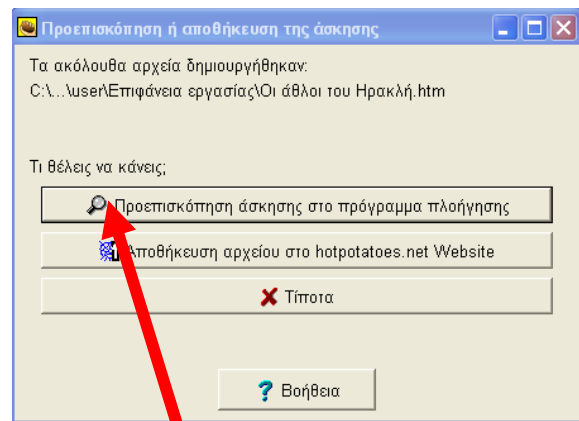 Προεπισκόπηση ή αποθήκευση της άσκησης
Τα ακόλουθα αρχεία δημιουργήθηκαν:
C:\...\user\Επιφάνεια εργασίας\Οι άθλοι του Ηρακλή.htm
Τι θέλεις να κάνεις;
Προεπισκόπηση άσκησης στο πρόγραμμα πλοήγησης
Αποθήκευση αρχείου στο hotpotatoes.net Website
Τίποτα
? Βοήθεια